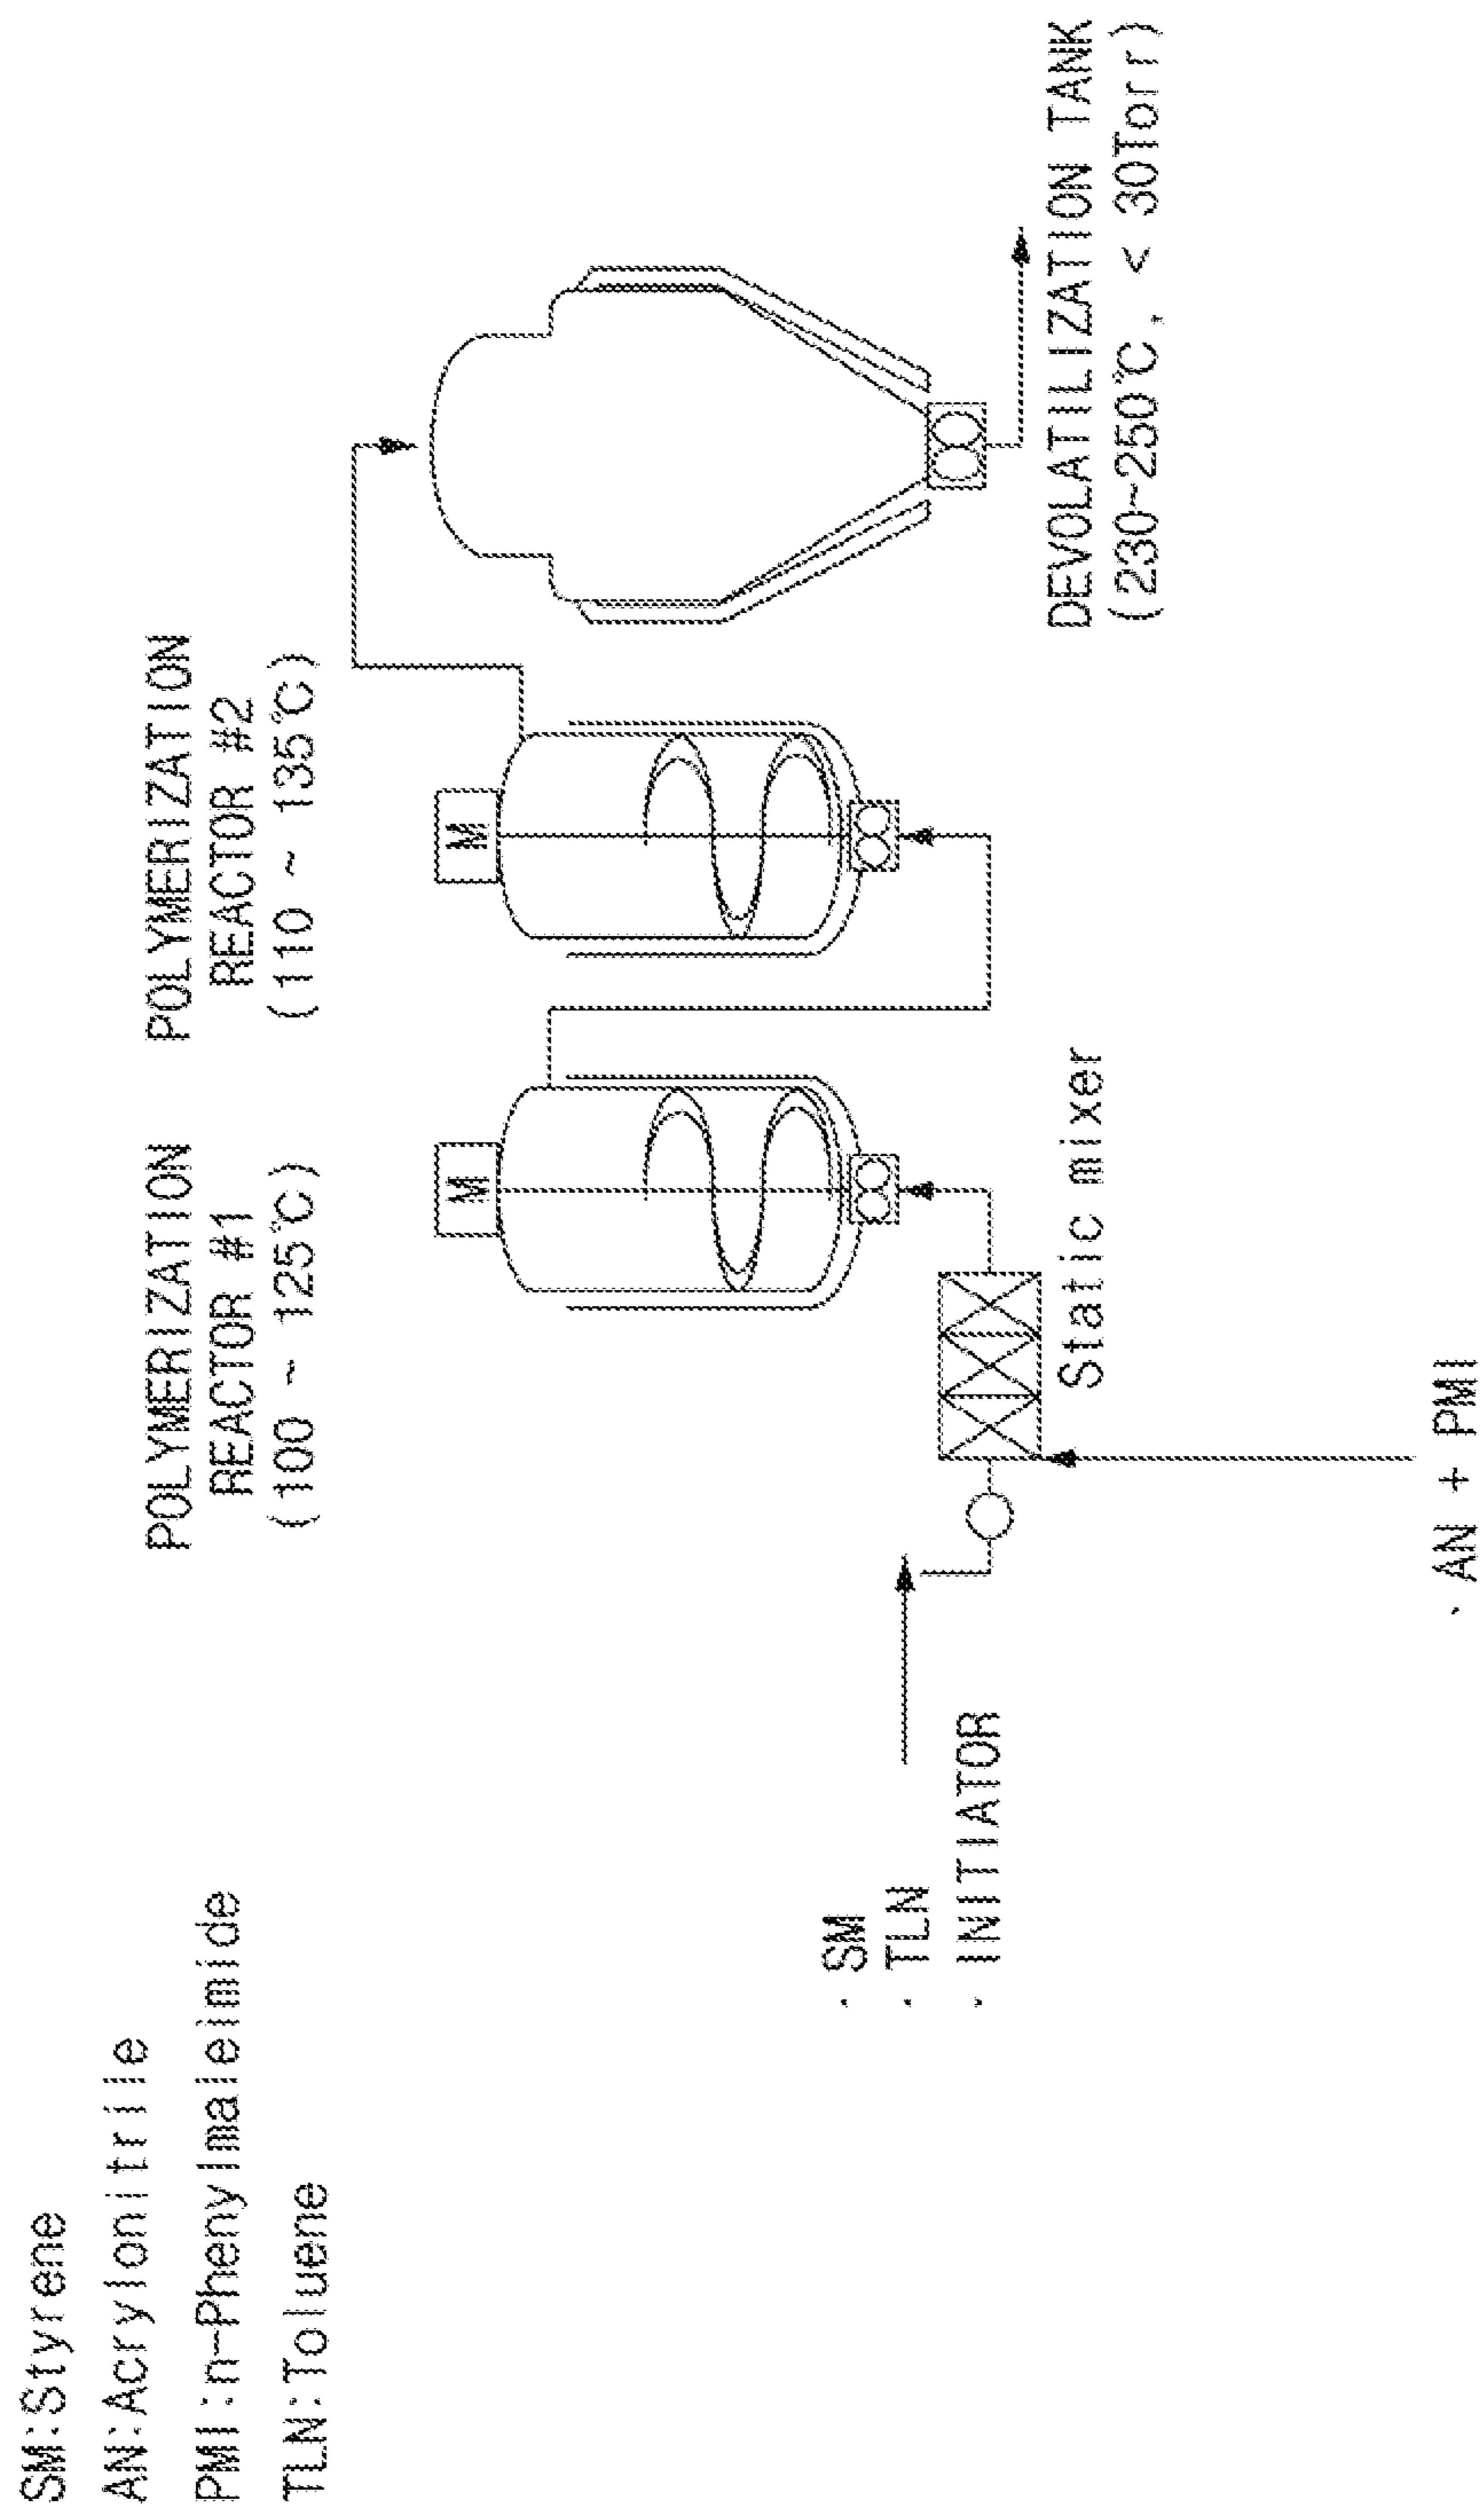 SM:Styrene
AN:Acrylonitrile
PMI:n-Phenylmaleimide
TLN:Toluene
POLYMERIZATION
REACTOR #1
(100 ~ 125℃)
POLYMERIZATION
REACTOR #2
(110 ~ 135℃)
M
M
· SM
· TLN
· INITIATOR
Static mixer
DEVOLATILIZATION TANK
(230~250℃, < 30Torr)
· AN + PMI